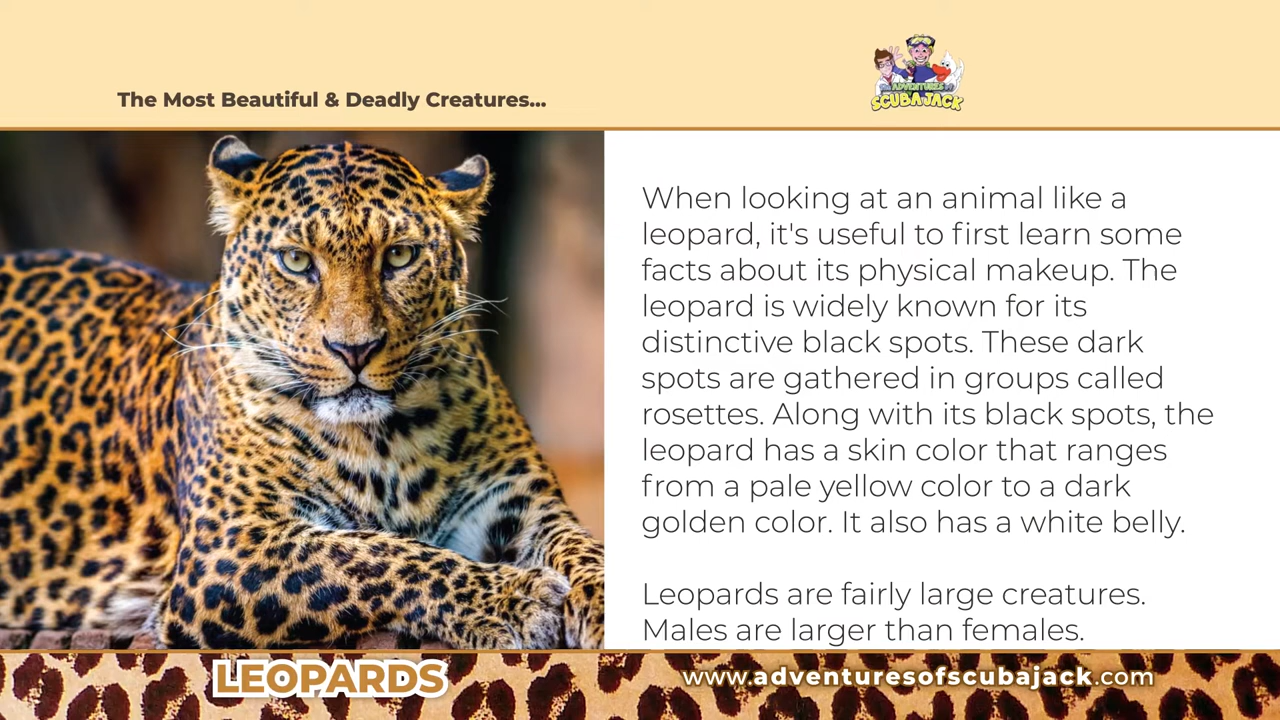 The Most Beautiful & Deadly Creatures...
THE ADVENTURES OF
SCUBAJACK
When looking at an animal like a
leopard, it's useful to first learn some
facts about its physical makeup. The
leopard is widely known for its
distinctive black spots. These dark
spots are gathered in groups called
rosettes. Along with its black spots, the
leopard has a skin color that ranges
from a pale yellow color to a dark
golden color. It also has a white belly.
Leopards are fairly large creatures.
Males are larger than females.
LEOPARDS
www.adventuresofscubajack.com